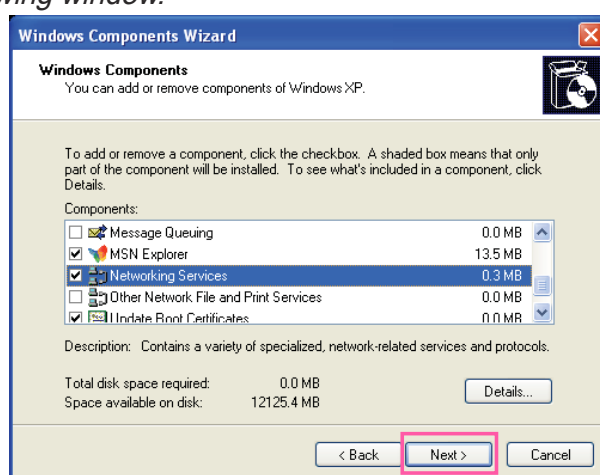 wing window.
Windows Components Wizard
Windows Components
You can add or remove components of Windows XP.
To add or remove a component, click the checkbox. A shaded box means that only
part of the component will be installed. To see what's included in a component, click
Details.
Components:
Message Queuing 0.0 MB
MSN Explorer 13.5 MB
Networking Services 0.3 MB
Other Network File and Print Services 0.0 MB
Update Root Certificates 0.0 MB
Description: Contains a variety of specialized, network-related services and protocols.
Total disk space required: 0.0 MB
Space available on disk: 12125.4 MB
Details...
< Back Next > Cancel